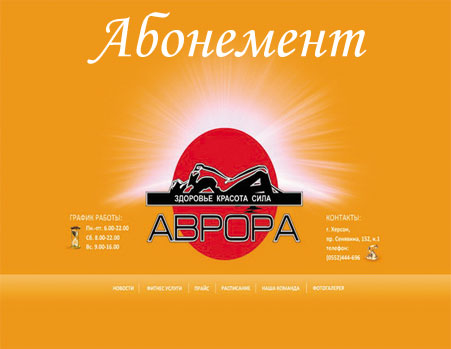 Абонемент
ЗДОРОВЬЕ КРАСОТА СИЛА
АВРОРА
ГРАФИК РАБОТЫ:
Пн.-пт. 6.00-22.00
Сб. 8.00-22.00
Вс. 9.00-16.00
КОНТАКТЫ:
г. Херсон,
пр. Сенявина, 152, к.1
телефон:
(0552)444-696
НОВОСТИ
ФИТНЕС УСЛУГИ
ПРАЙС
РАСПИСАНИЕ
НАША КОМАНДА
ФОТОГАЛЕРЕЯ